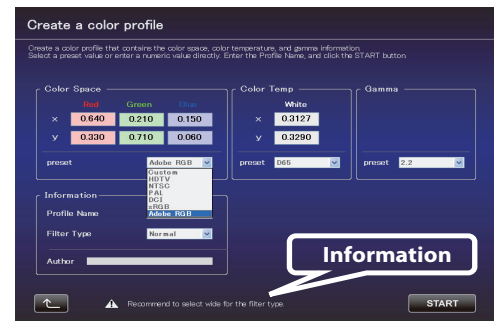 Create a color profile
Create a color profile that contains the color space, color temperature, and gamma information
Select a preset value or enter a numeric value directly. Enter the Profile Name, and click the START button
Color Space
Red Green Blue
x 0.640 0.210 0.150
y 0.330 0.710 0.060
preset Adobe RGB
Custom
HDTV
NTSC
PAL
DCI
sRGB
Adobe RGB
Color Temp
White
x 0.3127
y 0.3290
preset D65
Gamma
preset 2.2
Information
Profile Name
Filter Type Normal
Author
Information
Recommend to select wide for the filter type.
START